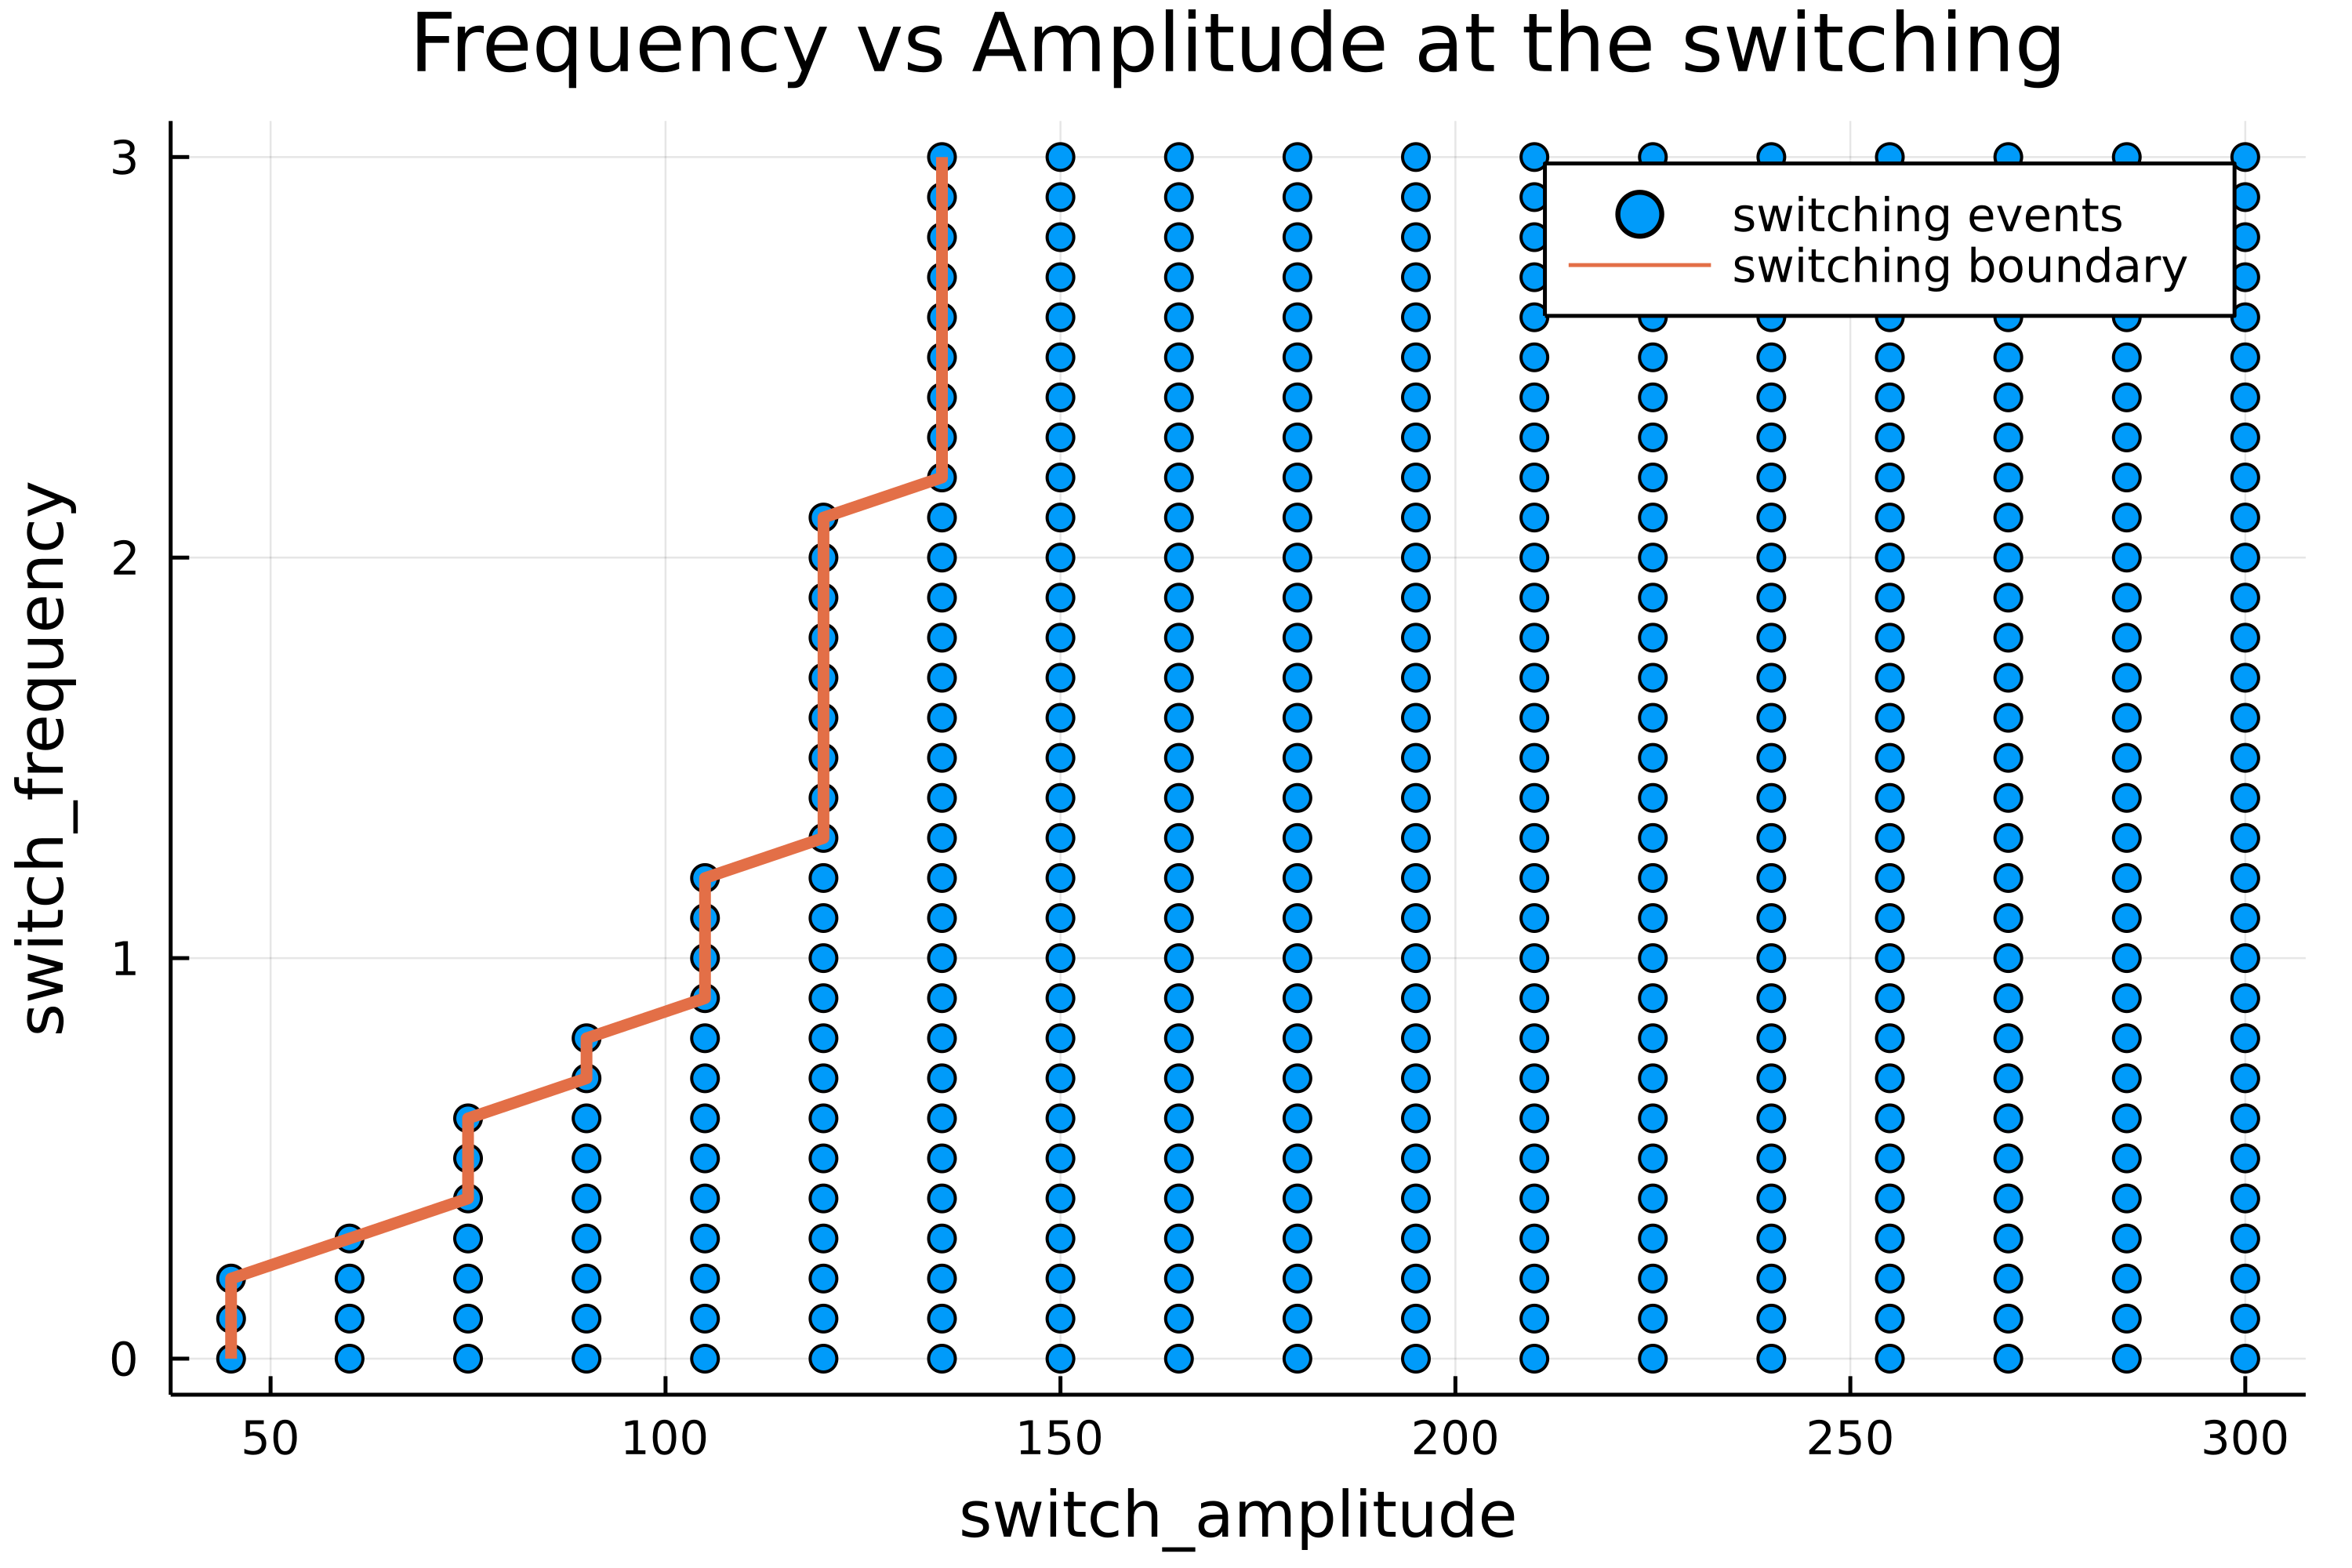 Frequency vs Amplitude at the switching
switch_frequency
3
2
1
0
switching events
switching boundary
50 100 150 200 250 300
switch_amplitude